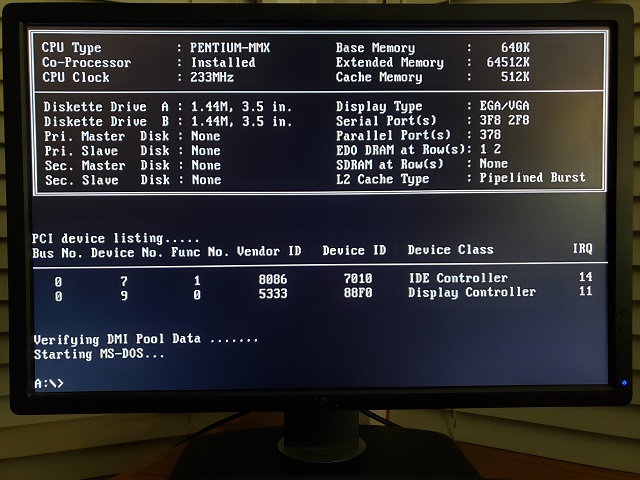 CPU Type : PENTIUM-MMX Base Memory : 640K
Co-Processor : Installed Extended Memory : 64512K
CPU Clock : 233MHz Cache Memory : 512K
Diskette Drive A : 1.44M, 3.5 in. Display Type : EGA/VGA
Diskette Drive B : 1.44M, 3.5 in. Serial Port(s) : 3F8 2F8
Pri. Master Disk : None Parallel Port(s) : 378
Pri. Slave Disk : None EDO DRAM at Row(s): 1 2
Sec. Master Disk : None SDRAM at Row(s) : None
Sec. Slave Disk : None L2 Cache Type : Pipelined Burst
PCI device listing.....
Bus No. Device No. Func No. Vendor ID Device ID Device Class IRQ
0 7 1 8086 7010 IDE Controller 14
0 9 0 5333 88F0 Display Controller 11
Verifying DMI Pool Data .......
Starting MS-DOS...
A:\>